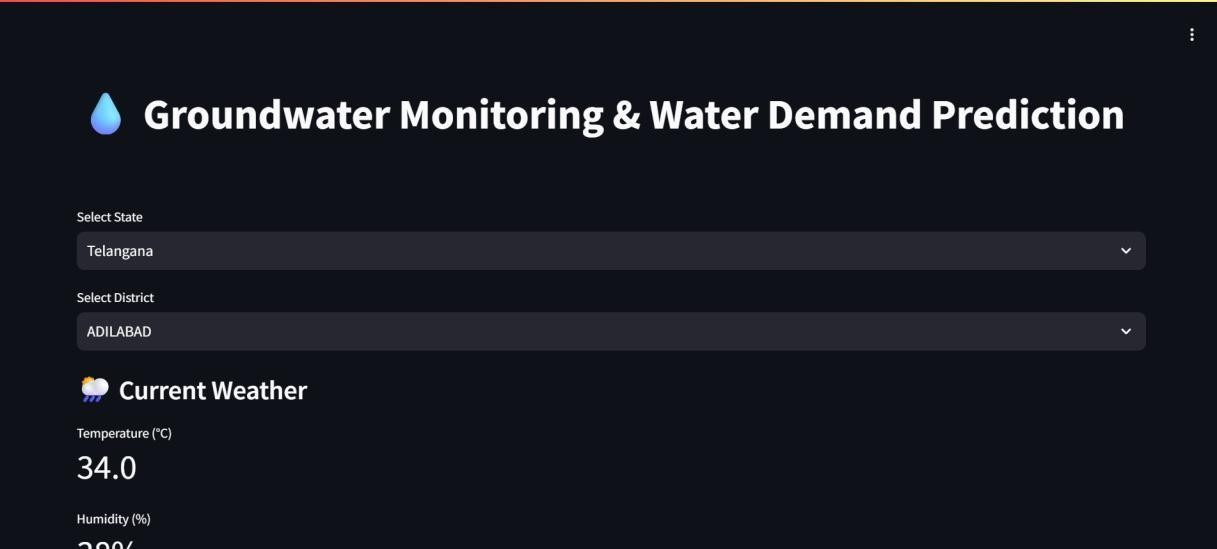 Groundwater Monitoring & Water Demand Prediction
Select State
Telangana
Select District
ADILABAD
Current Weather
Temperature (°C)
34.0
Humidity (%)